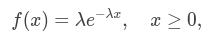 f(x) = λe^{−λx},   x ≥ 0,